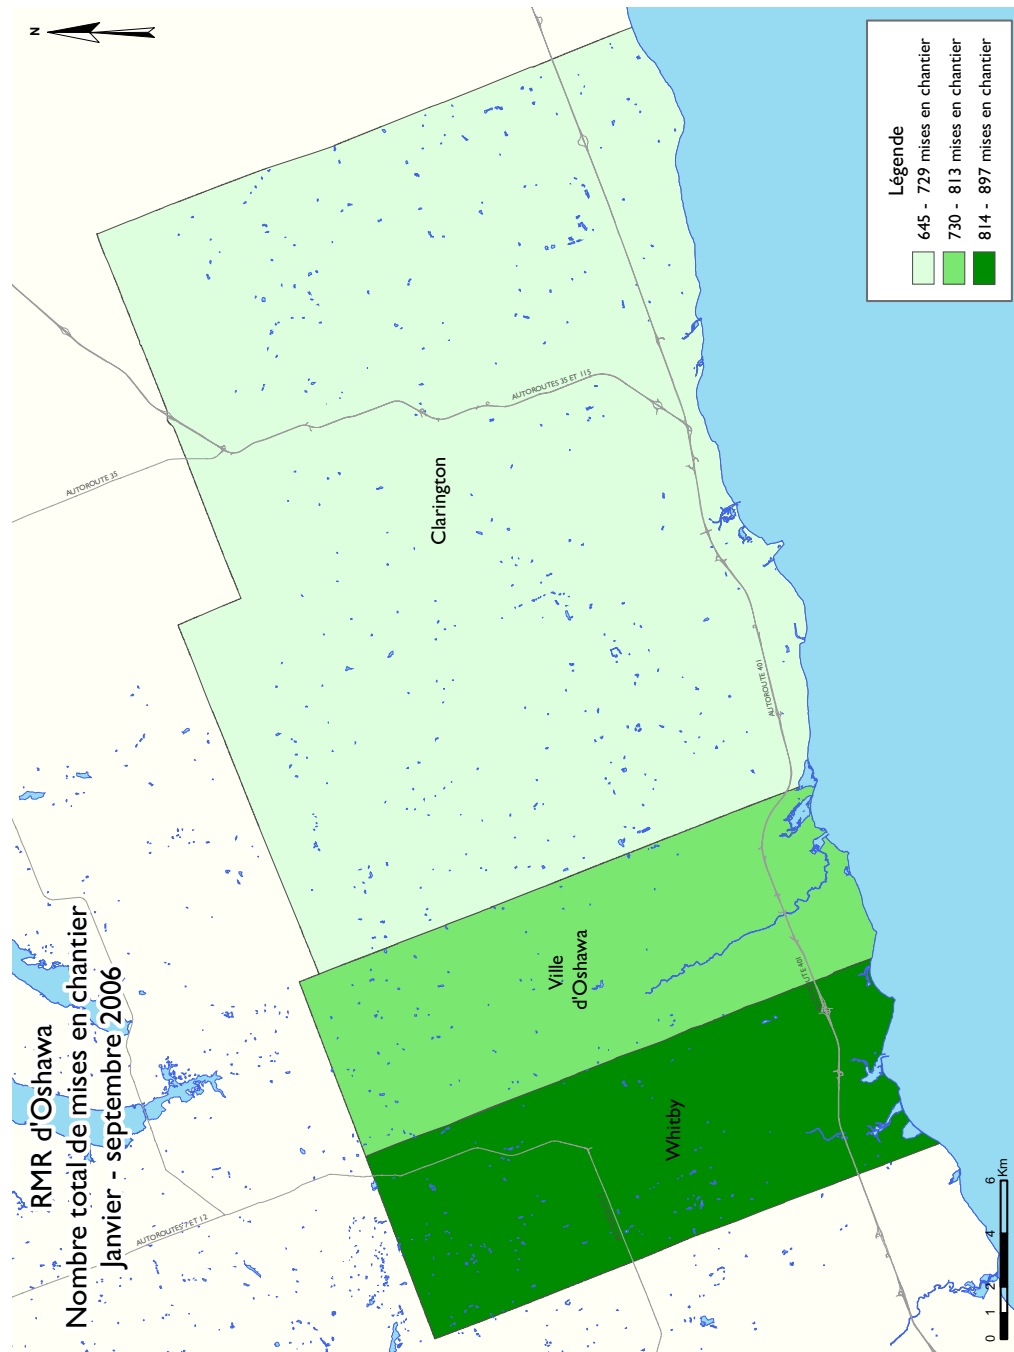 RMR d'Oshawa
Nombre total de mises en chantier
Janvier - septembre 2006
N
Légende
645 - 729 mises en chantier
730 - 813 mises en chantier
814 - 897 mises en chantier
AUTOROUTES 7 ET 12
AUTOROUTE 35
AUTOROUTES 35 ET 115
Clarington
Ville
d'Oshawa
Whitby
AUTOROUTE 401
UTE 401
0 1 2 4 6
Km